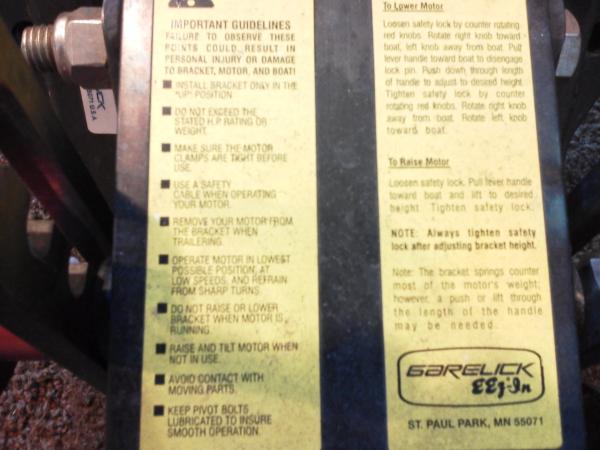 IMPORTANT GUIDELINES
FAILURE TO OBSERVE THESE
POINTS COULD RESULT IN
PERSONAL INJURY OR DAMAGE
TO BRACKET, MOTOR, AND BOAT!
INSTALL BRACKET ONLY IN THE
"UP" POSITION
DO NOT EXCEED THE
STATED H.P. RATING OR
WEIGHT.
MAKE SURE THE MOTOR
CLAMPS ARE TIGHT BEFORE
USE.
USE A SAFETY
CABLE WHEN OPERATING
YOUR MOTOR.
REMOVE YOUR MOTOR FROM
THE BRACKET WHEN
TRAILERING.
OPERATE MOTOR IN LOWEST
POSSIBLE POSITION, AT
LOW SPEEDS, AND REFRAIN
FROM SHARP TURNS.
DO NOT RAISE OR LOWER
BRACKET WHEN MOTOR IS
RUNNING.
RAISE AND TILT MOTOR WHEN
NOT IN USE.
AVOID CONTACT WITH
MOVING PARTS.
KEEP PIVOT BOLTS
LUBRICATED TO INSURE
SMOOTH OPERATION.
To Lower Motor
Loosen safety lock by counter rotating
red knobs. Rotate right knob toward
boat, left knob away from boat. Pull
lever handle toward boat to disengage
lock pin. Push down through length
of handle to adjust to desired height.
Tighten safety lock by counter
rotating red knobs. Rotate right knob
away from boat. Rotate left knob
toward boat.
To Raise Motor
Loosen safety lock. Pull lever handle
toward boat and lift to desired
height. Tighten safety lock.
NOTE: Always tighten safety
lock after adjusting bracket height.
Note: The bracket springs counter
most of the motor's weight;
however, a push or lift through
the length of the handle
may be needed.
GARELICK
EEz-In
ST. PAUL PARK, MN 55071